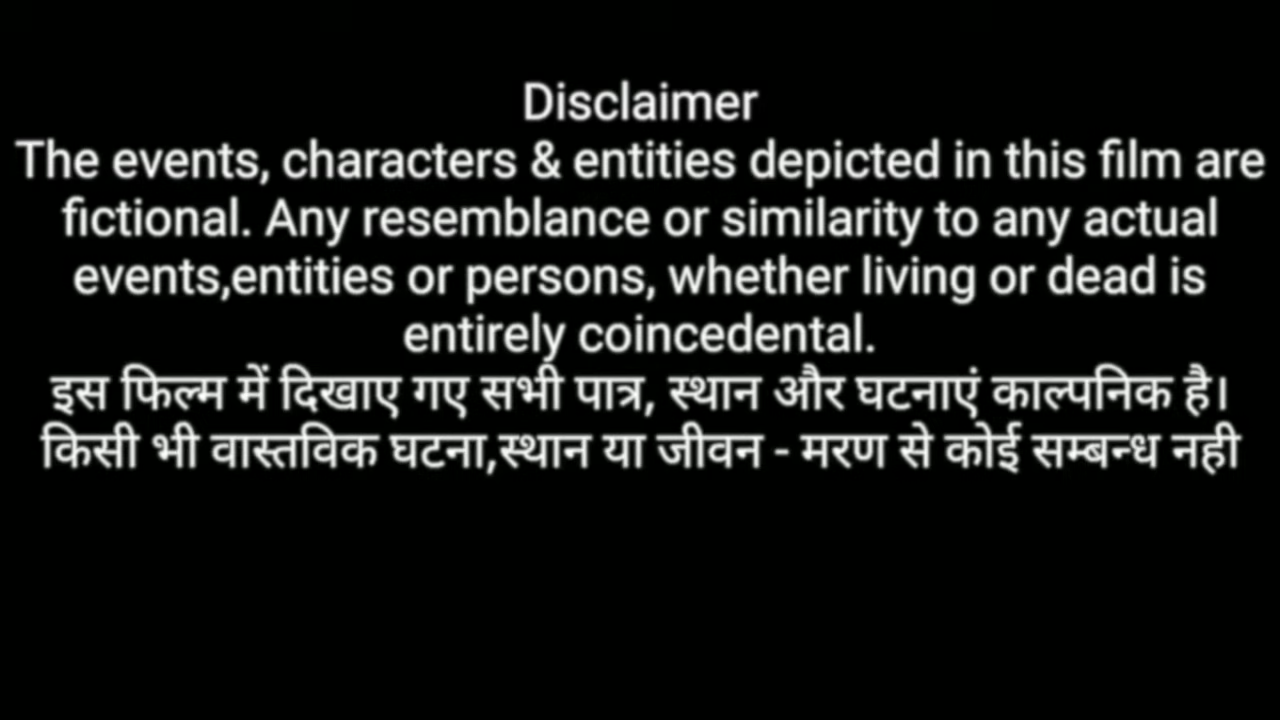 Disclaimer
The events, characters & entities depicted in this film are
fictional. Any resemblance or similarity to any actual
events,entities or persons, whether living or dead is
entirely coincedental.
इस फिल्म में दिखाए गए सभी पात्र, स्थान और घटनाएं काल्पनिक है।
किसी भी वास्तविक घटना,स्थान या जीवन - मरण से कोई सम्बन्ध नही